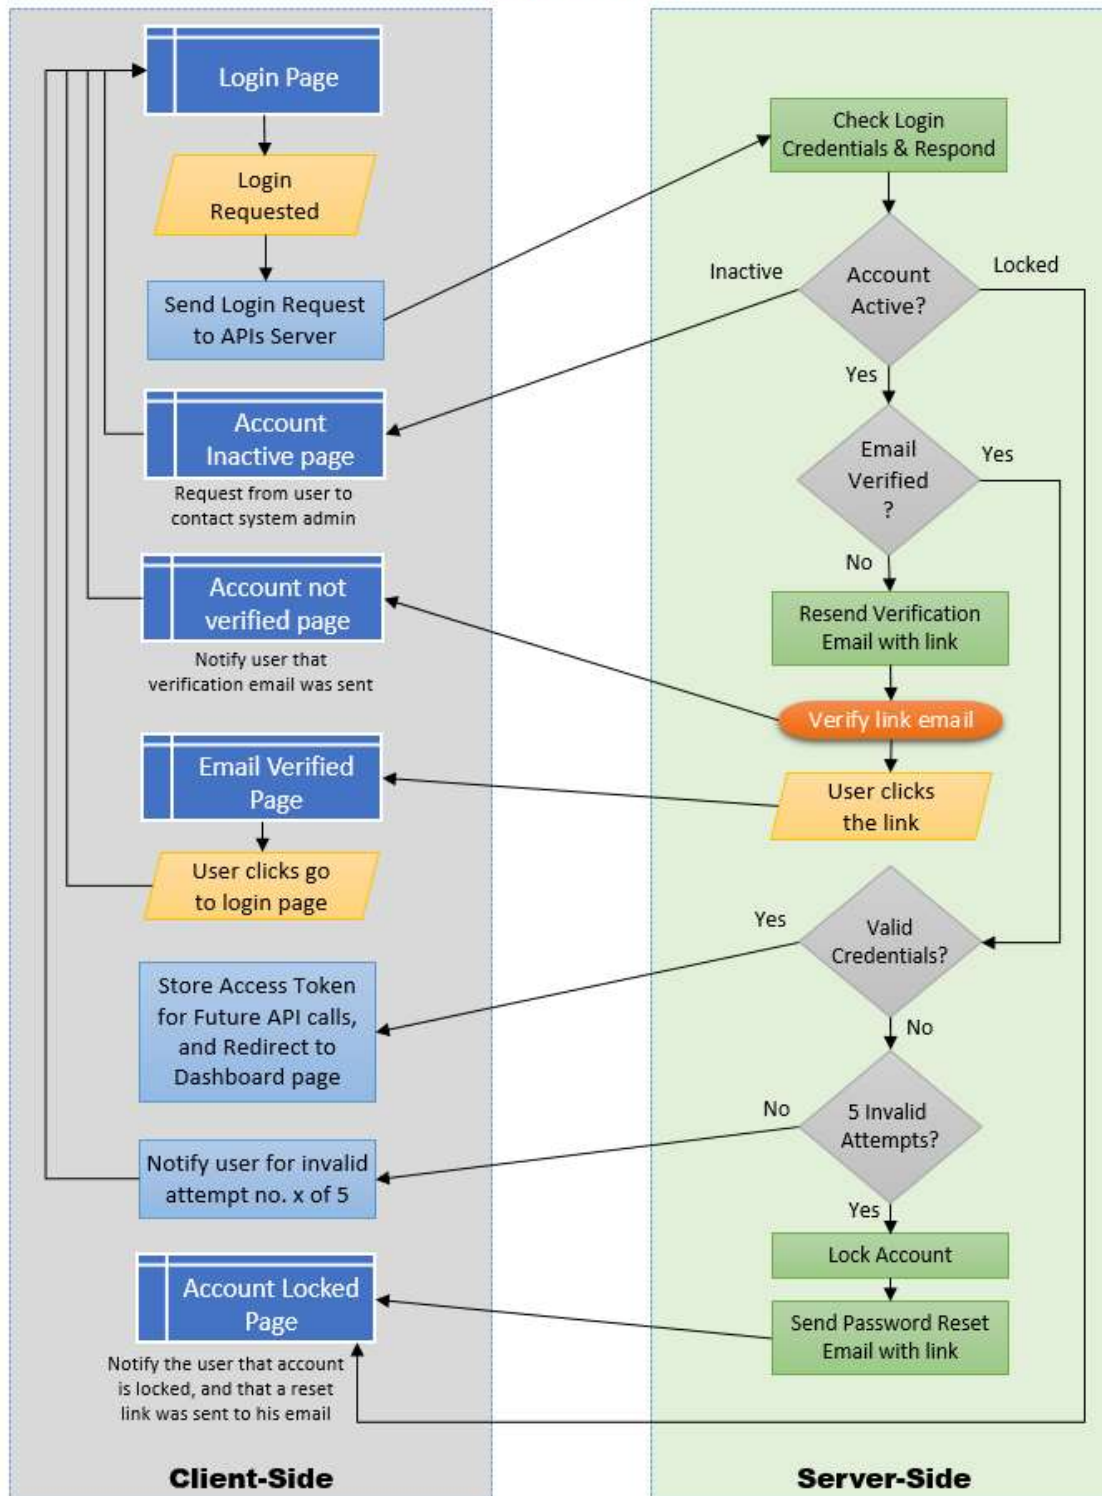 Login Page
Login
Requested
Send Login Request
to APIs Server
Account
Inactive page
Request from user to
contact system admin
Account not
verified page
Notify user that
verification email was sent
Email Verified
Page
User clicks go
to login page
Store Access Token
for Future API calls,
and Redirect to
Dashboard page
Notify user for invalid
attempt no. x of 5
Account Locked
Page
Notify the user that account
is locked, and that a reset
link was sent to his email
Client-Side
Check Login
Credentials & Respond
Inactive
Account
Active?
Locked
Yes
Email
Verified
?
Yes
No
Resend Verification
Email with link
Verify link email
User clicks
the link
Yes
Valid
Credentials?
No
No
5 Invalid
Attempts?
Yes
Lock Account
Send Password Reset
Email with link
Server-Side